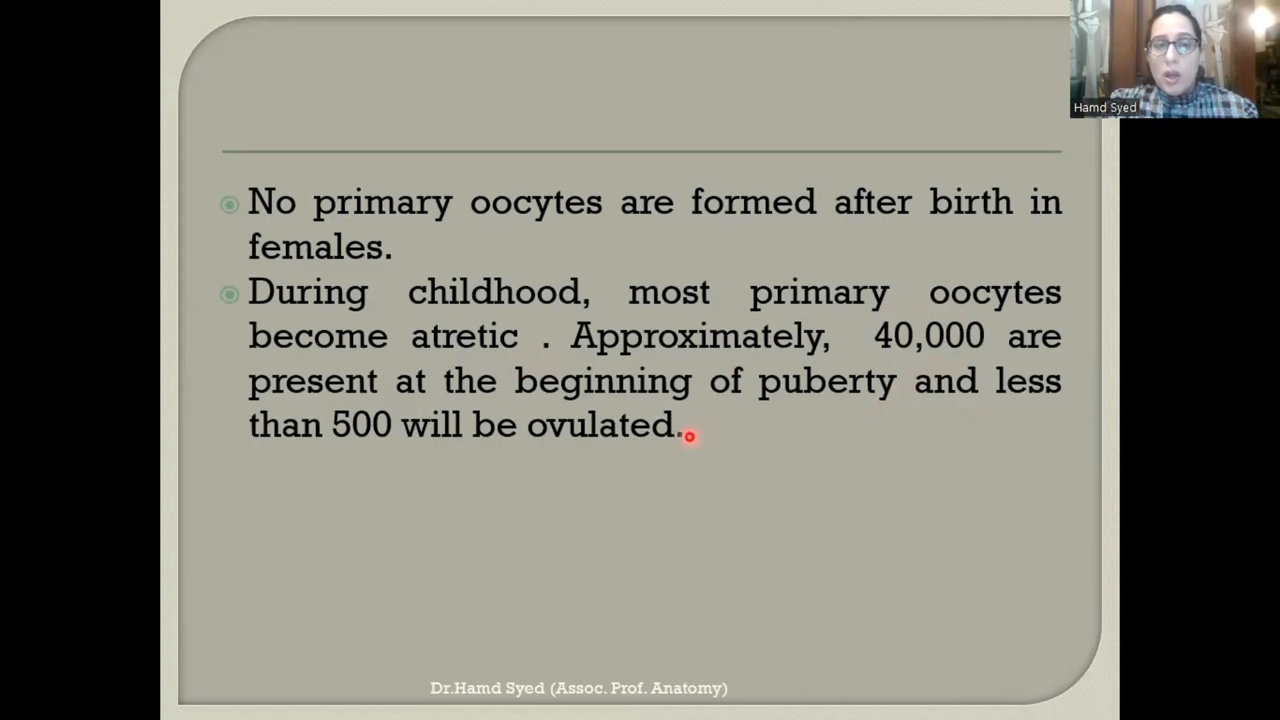 Hamd Syed
No primary oocytes are formed after birth in
females.
During childhood, most primary oocytes
become atretic . Approximately, 40,000 are
present at the beginning of puberty and less
than 500 will be ovulated.
Dr.Hamd Syed (Assoc. Prof. Anatomy)